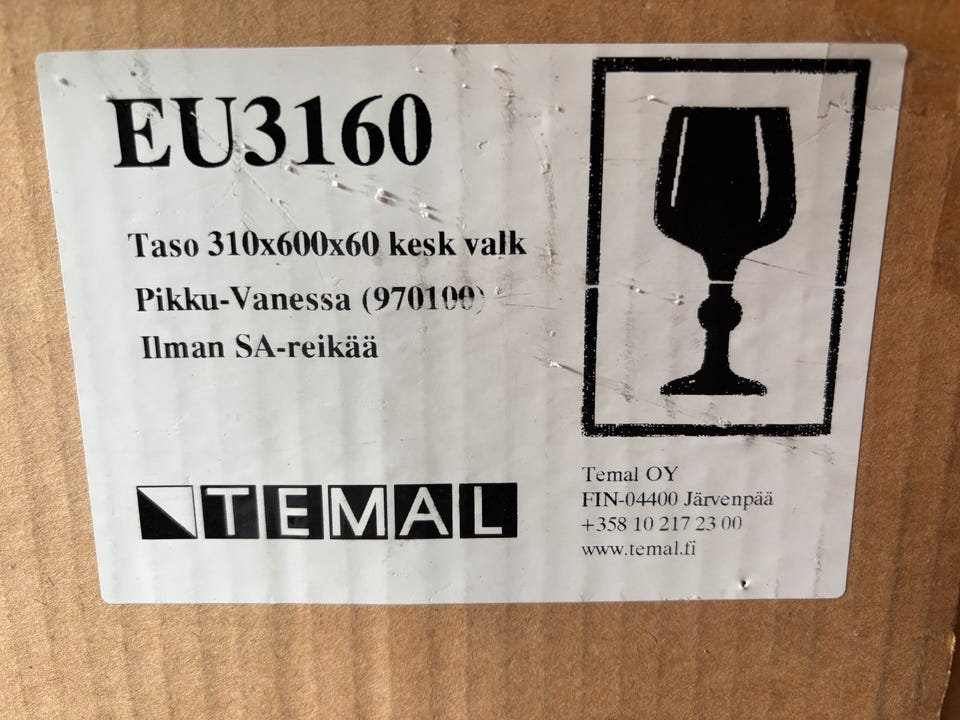 EU3160
Taso 310x600x60 kesk valk
Pikku-Vanessa (970100)
Ilman SA-reikää
TEMAL
Temal OY
FIN-04400 Järvenpää
+358 10 217 23 00
www.temal.fi